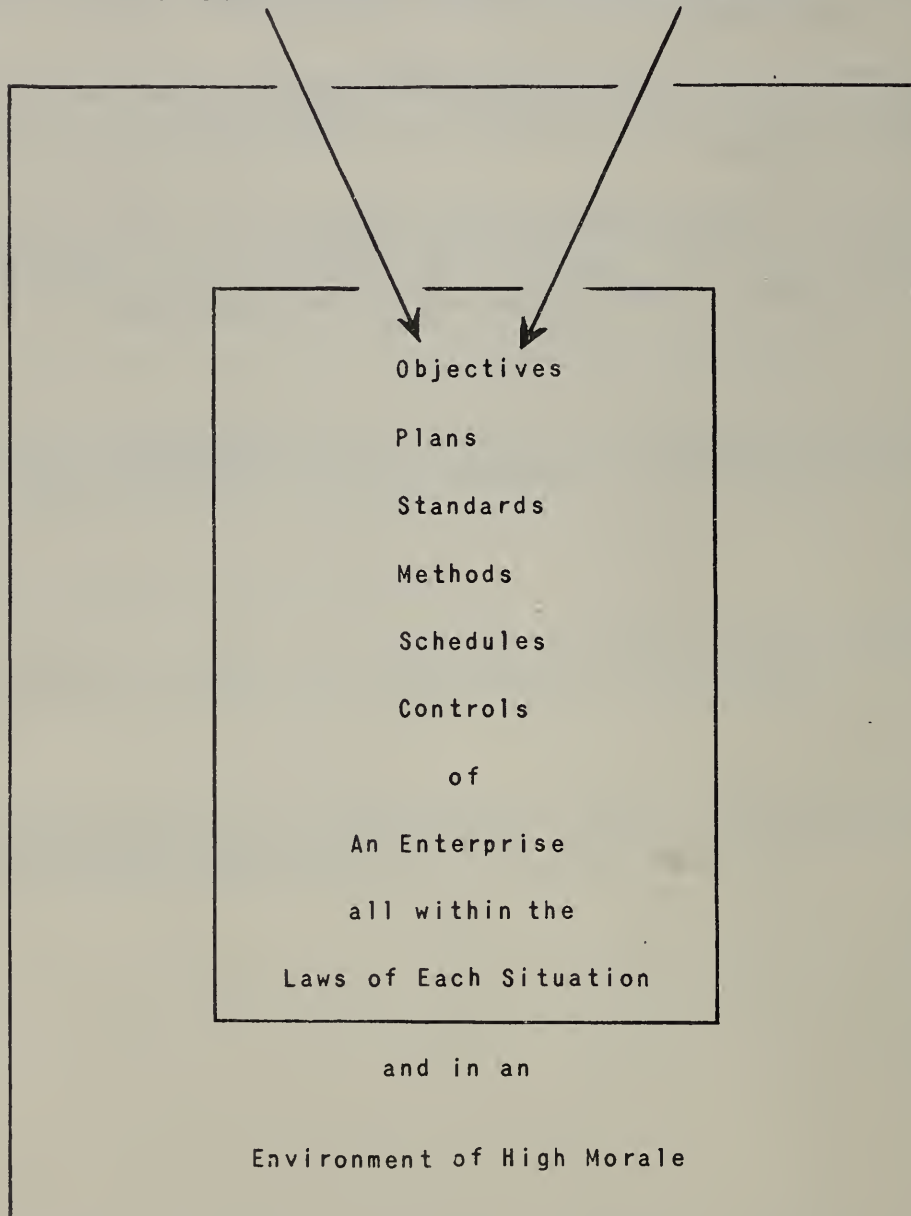 Objectives
Plans
Standards
Methods
Schedules
Controls
of
An Enterprise
all within the
Laws of Each Situation
and in an
Environment of High Morale